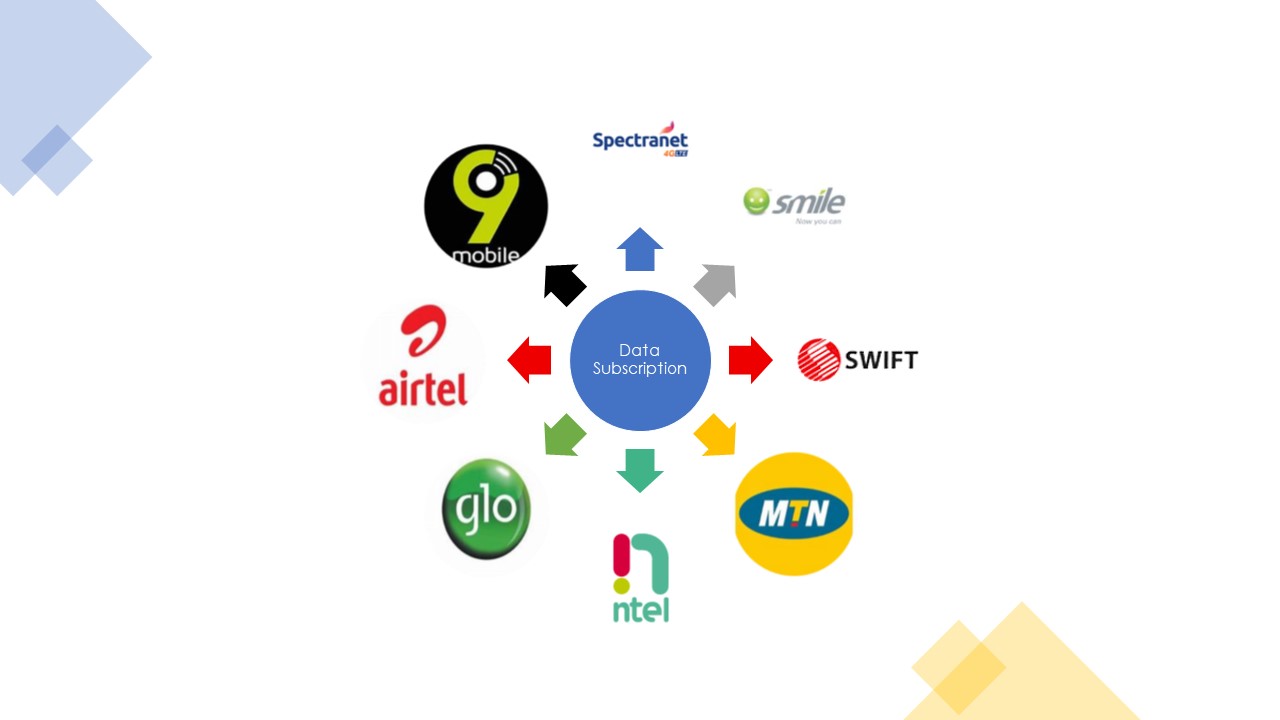 Spectranet
4G LTE
smile
Now you can
9
mobile
airtel
Data
Subscription
SWIFT
glo
MTN
ntel